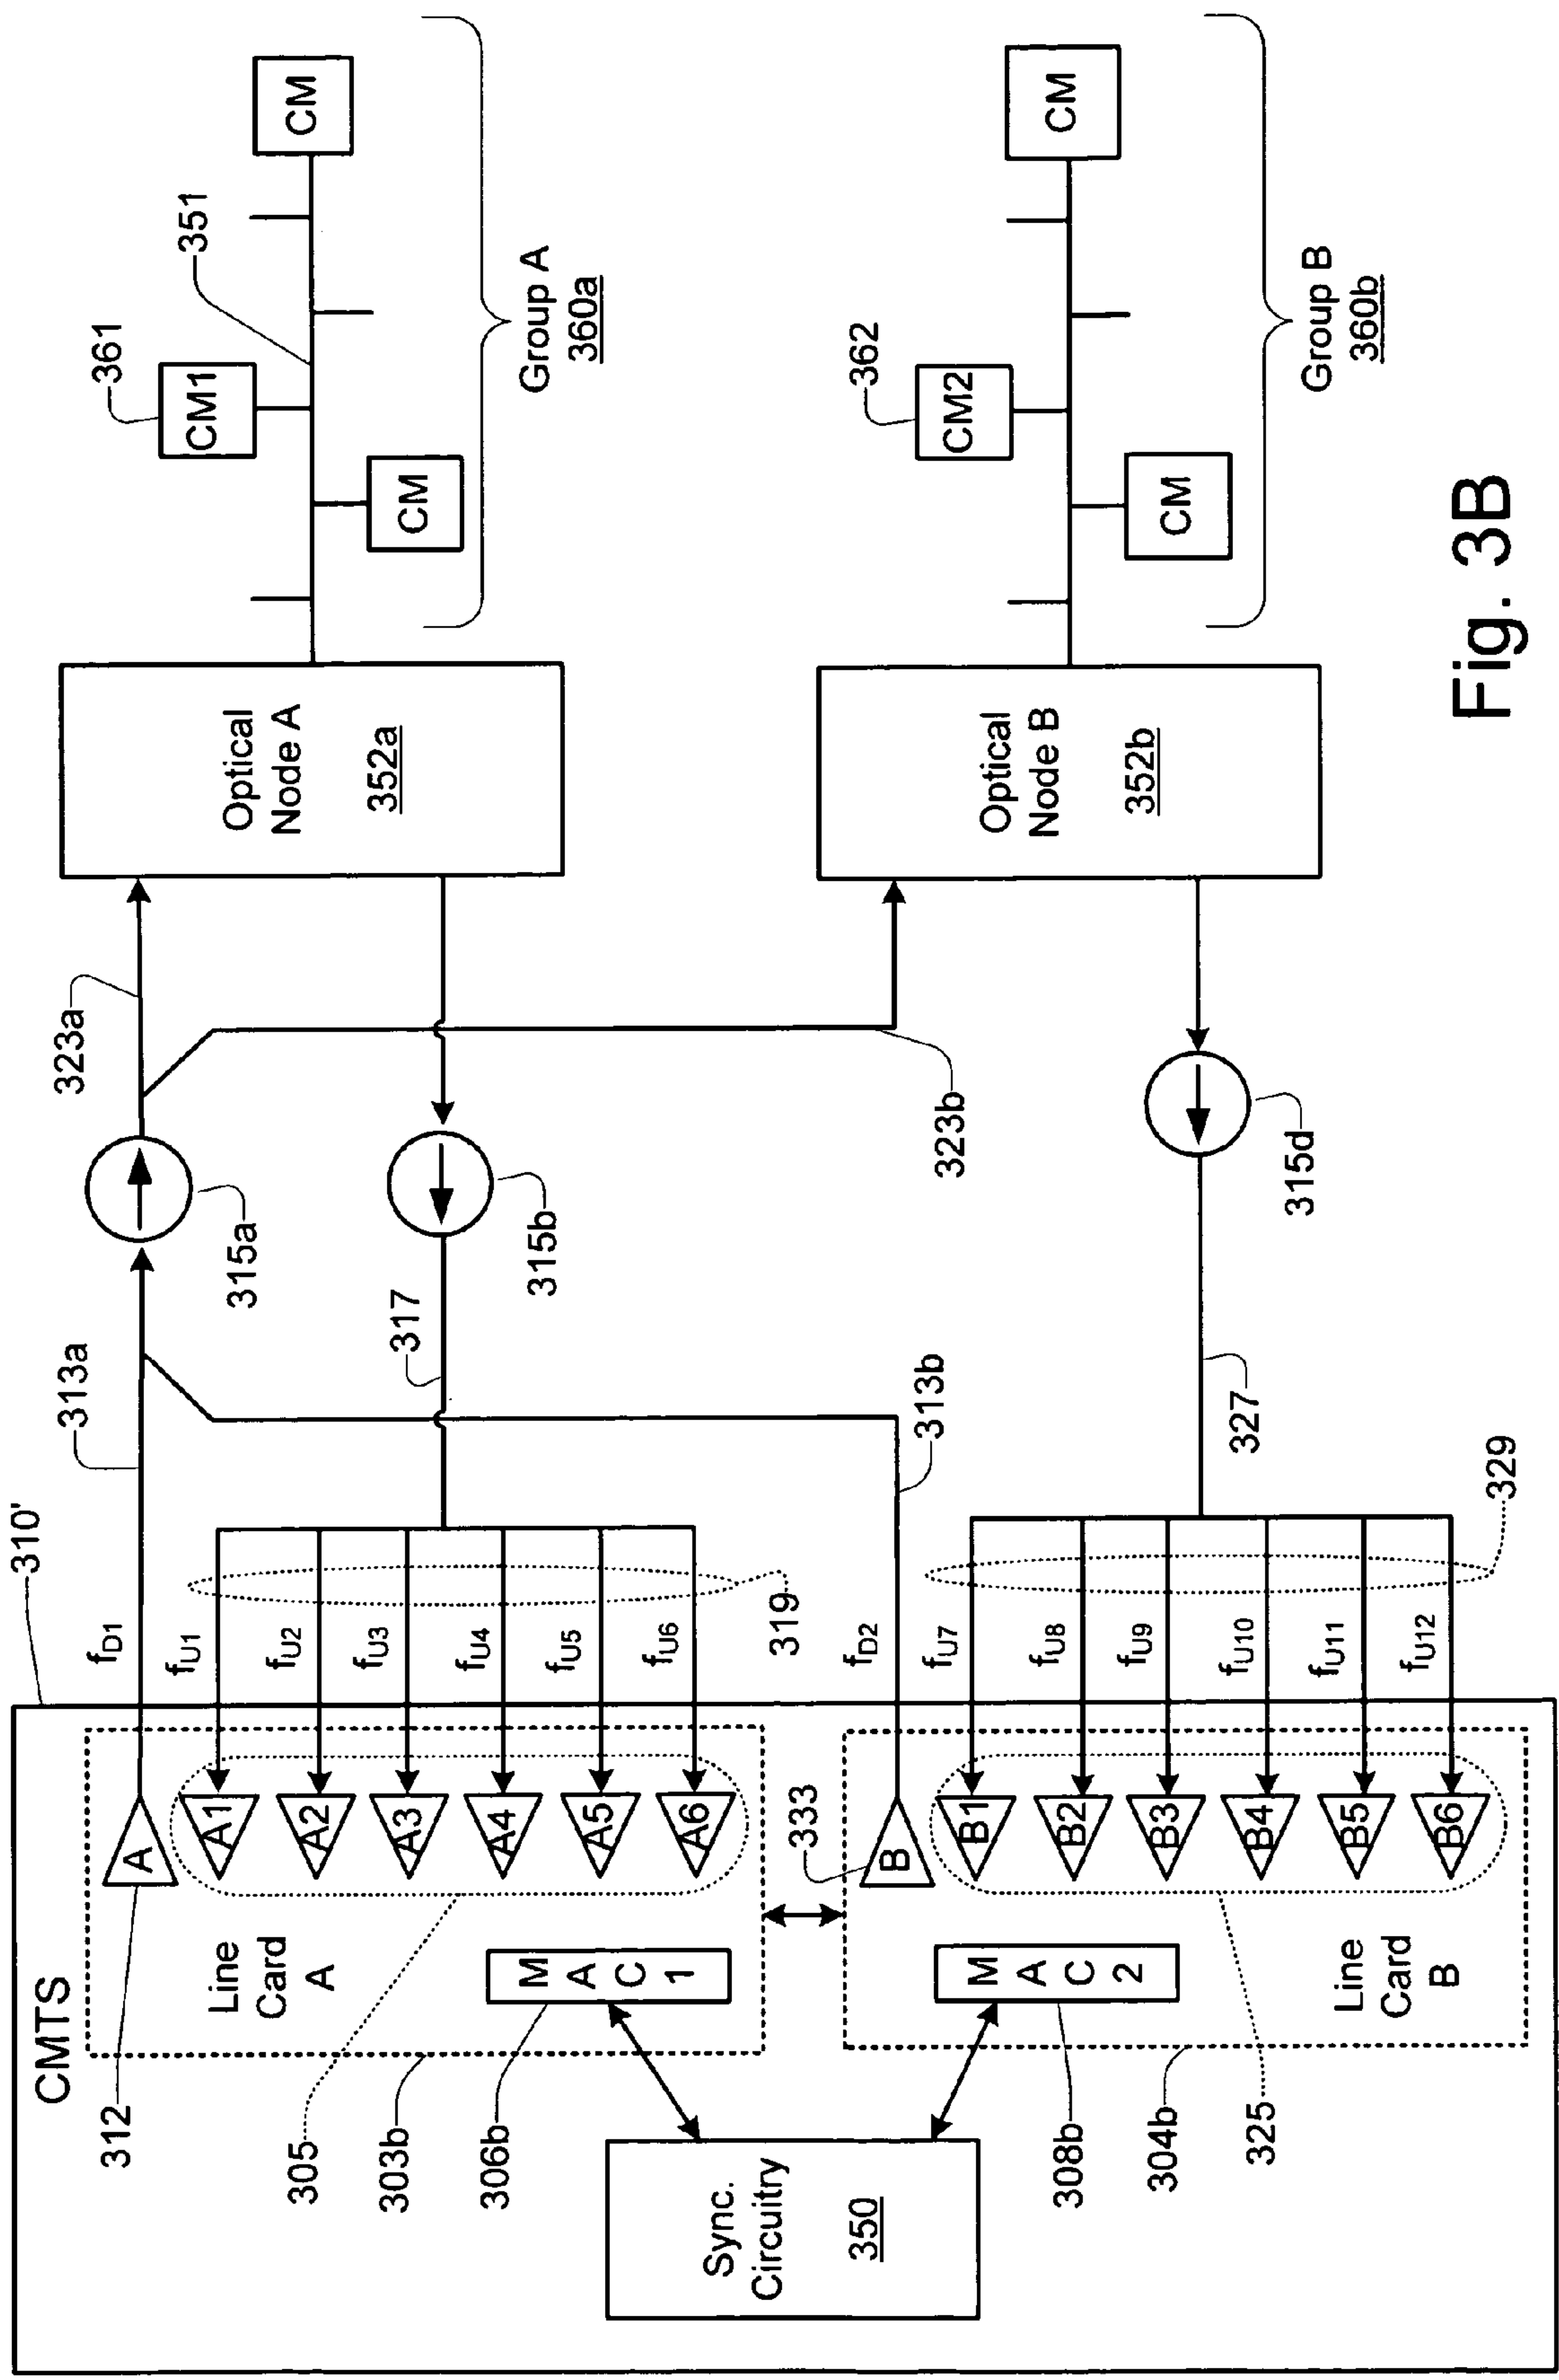 310'
CMTS
312
A
Line
Card
A
305
303b
306b
M
A
C
1
A1
A2
A3
A4
A5
A6
fD1
fU1
fU2
fU3
fU4
fU5
fU6
319
313a
315a
323a
317
315b
Optical
Node A
352a
361
CM1
351
CM
CM
Group A
360a
Sync.
Circuitry
350
333
B
308b
M
A
C
2
304b
325
Line
Card
B
B1
B2
B3
B4
B5
B6
fD2
fU7
fU8
fU9
fU10
fU11
fU12
329
313b
327
323b
315d
Optical
Node B
352b
362
CM2
CM
CM
Group B
360b
Fig. 3B